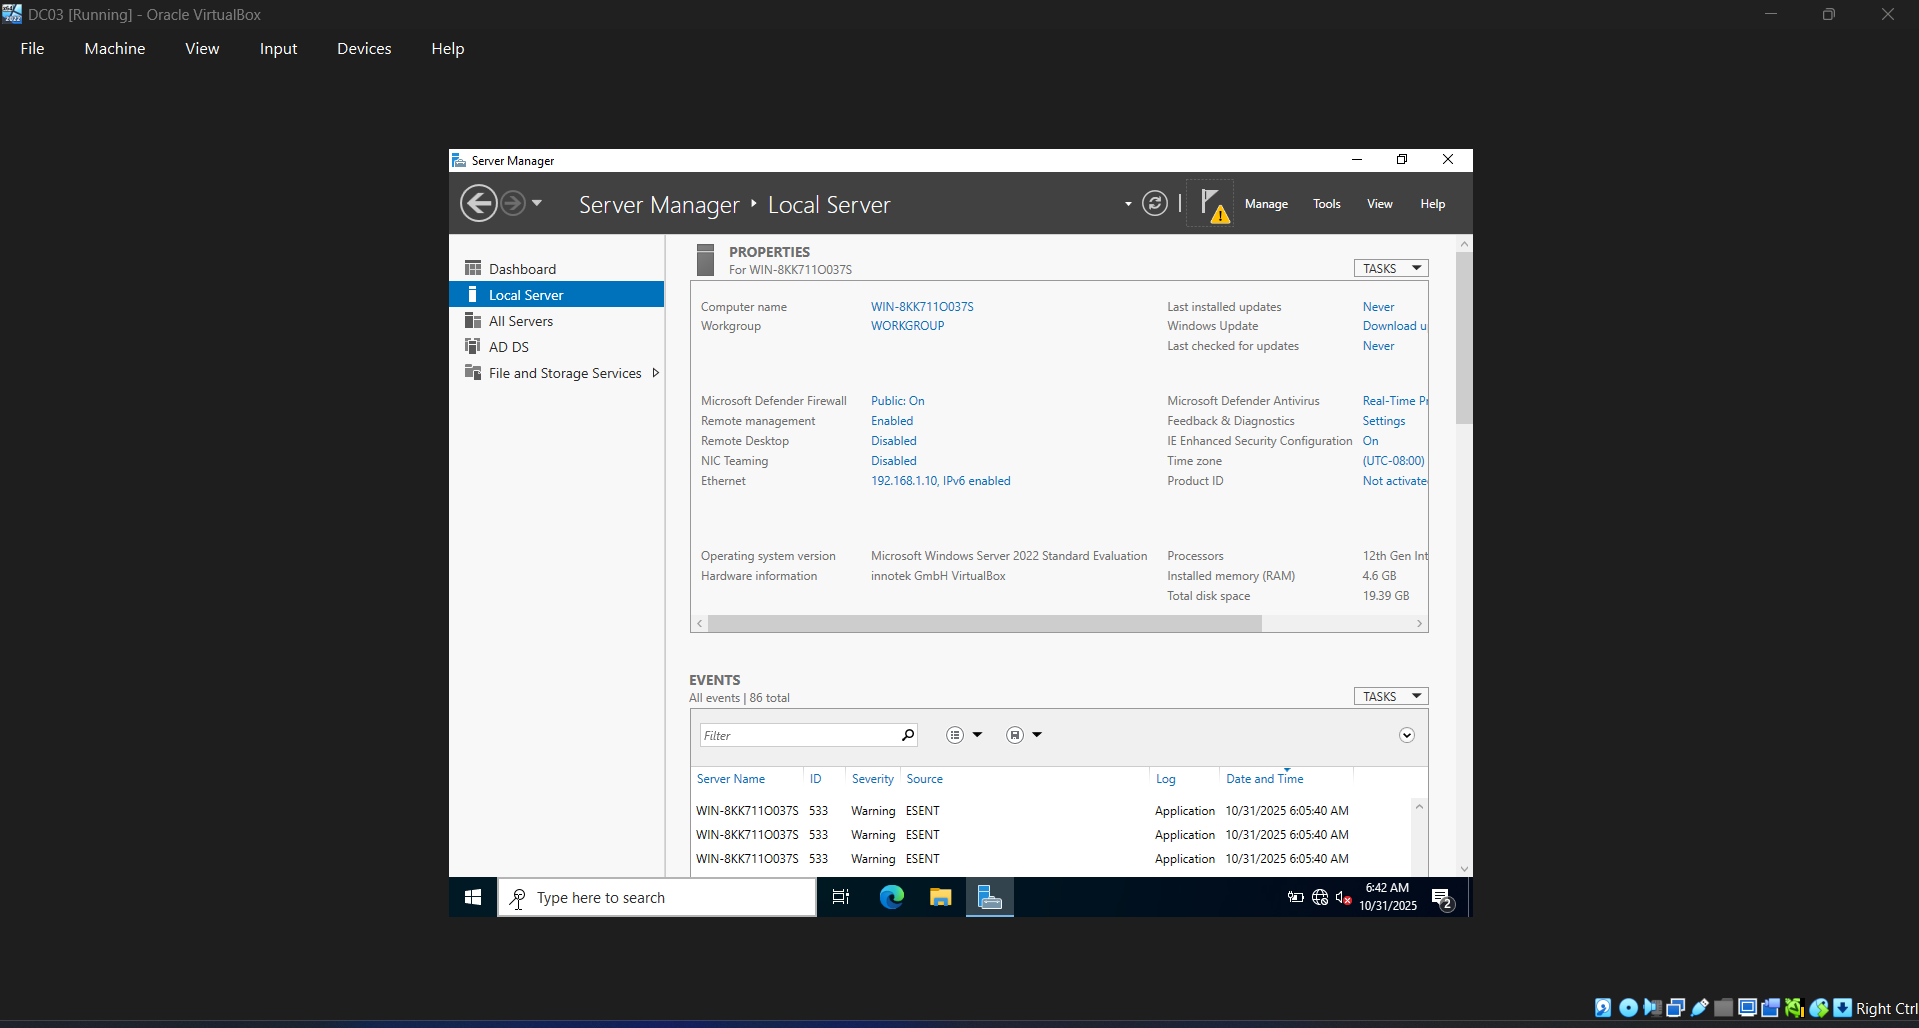 DC03 [Running] - Oracle VirtualBox
File Machine View Input Devices Help
Server Manager
Server Manager ‣ Local Server
Manage Tools View Help
Dashboard
Local Server
All Servers
AD DS
File and Storage Services
PROPERTIES
For WIN-8KK711O037S
TASKS
Computer name WIN-8KK711O037S Last installed updates Never
Workgroup WORKGROUP Windows Update Download u
Last checked for updates Never
Microsoft Defender Firewall Public: On Microsoft Defender Antivirus Real-Time Pr
Remote management Enabled Feedback & Diagnostics Settings
Remote Desktop Disabled IE Enhanced Security Configuration On
NIC Teaming Disabled Time zone (UTC-08:00)
Ethernet 192.168.1.10, IPv6 enabled Product ID Not activate
Operating system version Microsoft Windows Server 2022 Standard Evaluation Processors 12th Gen Int
Hardware information innotek GmbH VirtualBox Installed memory (RAM) 4.6 GB
Total disk space 19.39 GB
EVENTS
All events | 86 total
TASKS
Filter
Server Name ID Severity Source Log Date and Time
WIN-8KK711O037S 533 Warning ESENT Application 10/31/2025 6:05:40 AM
WIN-8KK711O037S 533 Warning ESENT Application 10/31/2025 6:05:40 AM
WIN-8KK711O037S 533 Warning ESENT Application 10/31/2025 6:05:40 AM
Type here to search
6:42 AM
10/31/2025
2
Right Ctrl